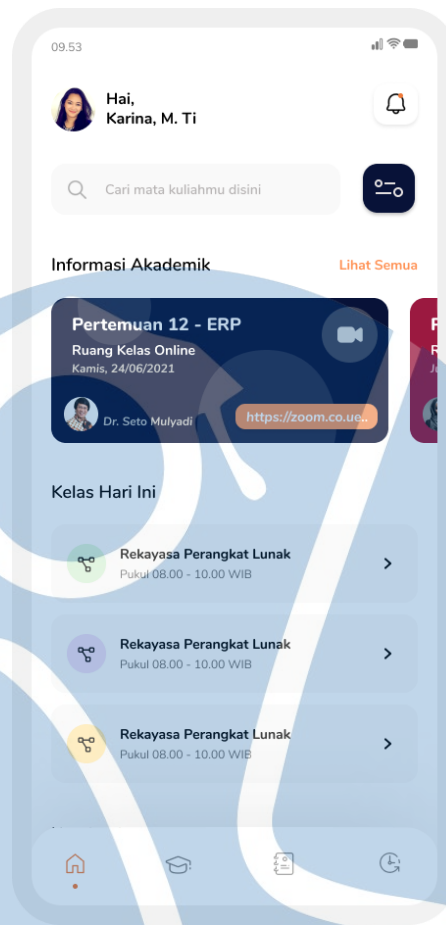 09.53
Hai,
Karina, M. Ti
Cari mata kuliahmu disini
Informasi Akademik
Lihat Semua
Pertemuan 12 - ERP
Ruang Kelas Online
Kamis, 24/06/2021
Dr. Seto Mulyadi
https://zoom.co.ue..
Kelas Hari Ini
Rekayasa Perangkat Lunak
Pukul 08.00 - 10.00 WIB
Rekayasa Perangkat Lunak
Pukul 08.00 - 10.00 WIB
Rekayasa Perangkat Lunak
Pukul 08.00 - 10.00 WIB